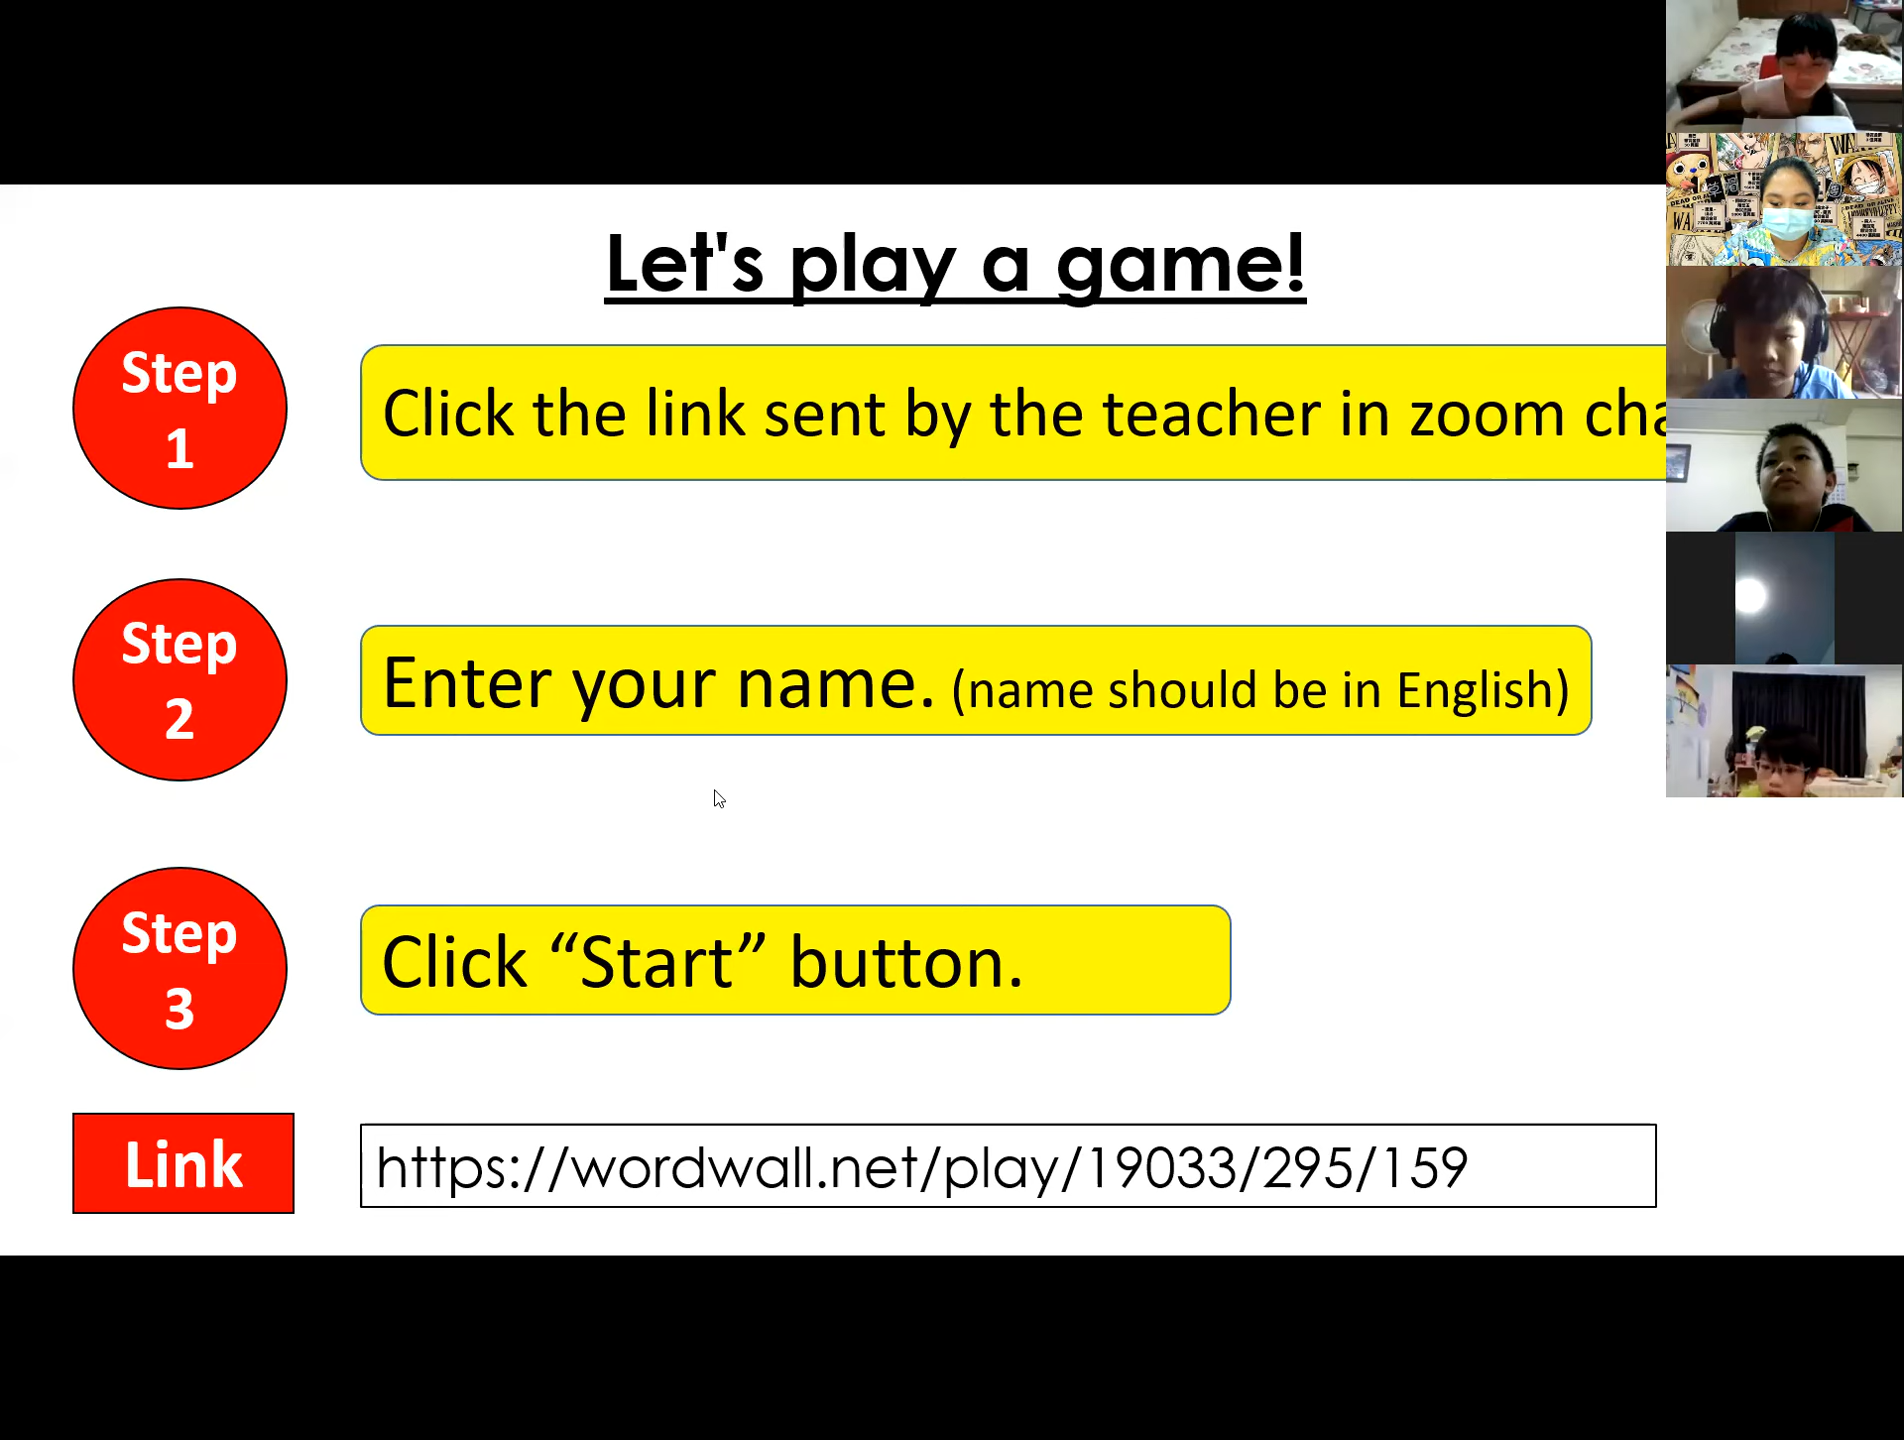 Let's play a game!
Step
1
Click the link sent by the teacher in zoom cha
Step
2
Enter your name. (name should be in English)
Step
3
Click “Start” button.
Link
https://wordwall.net/play/19033/295/159